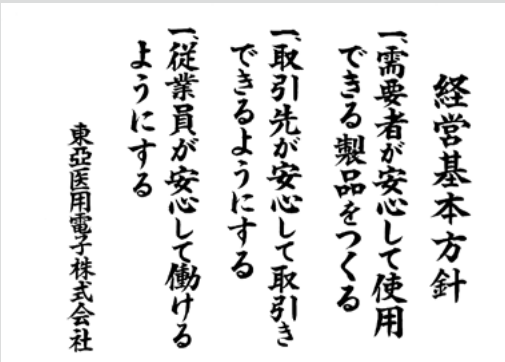 経営基本方針
一、需要者が安心して使用
できる製品をつくる
一、取引先が安心して取引き
できるようにする
一、従業員が安心して働ける
ようにする
東亞医用電子株式会社